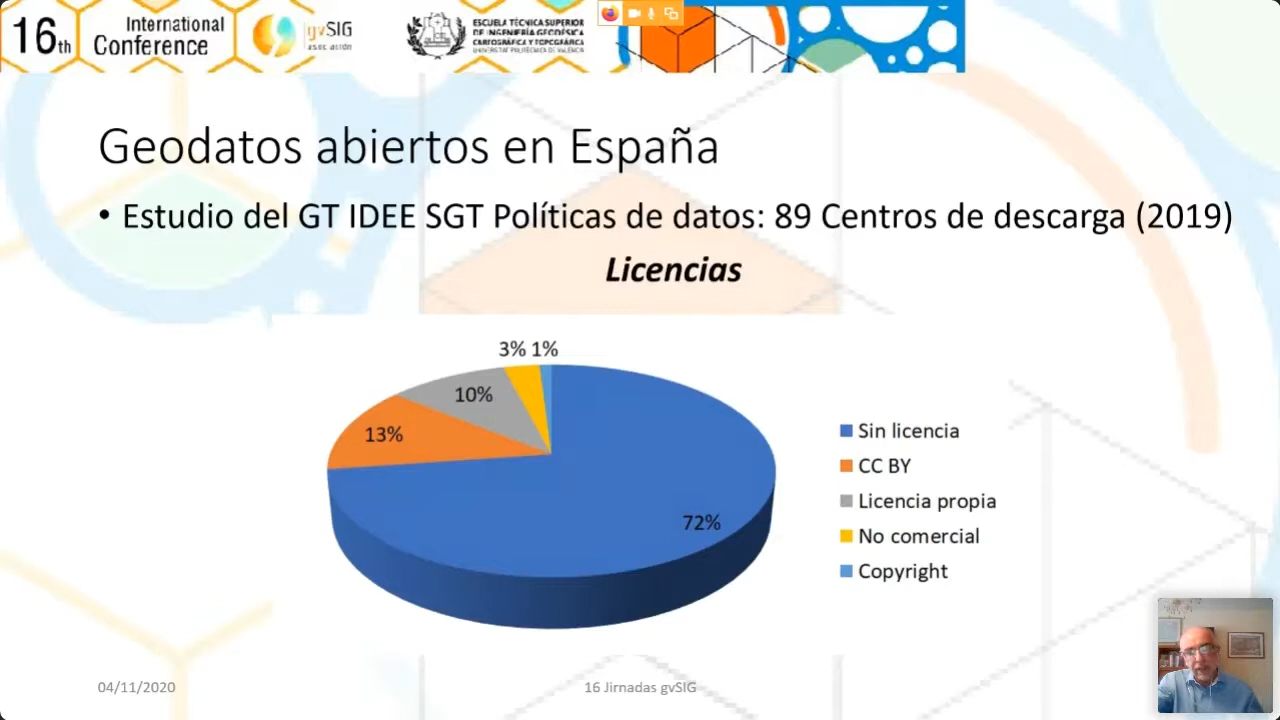 16th
International
Conference
gvSIG
asociación
ESCUELA TÉCNICA SUPERIOR
DE INGENIERÍA GEODÉSICA
CARTOGRÁFICA Y TOPOGRÁFICA
UNIVERSITAT POLITÈCNICA DE VALÈNCIA
Geodatos abiertos en España
• Estudio del GT IDEE SGT Políticas de datos: 89 Centros de descarga (2019)
Licencias
3% 1%
10%
13%
72%
Sin licencia
CC BY
Licencia propia
No comercial
Copyright
04/11/2020
16 Jirnadas gvSIG